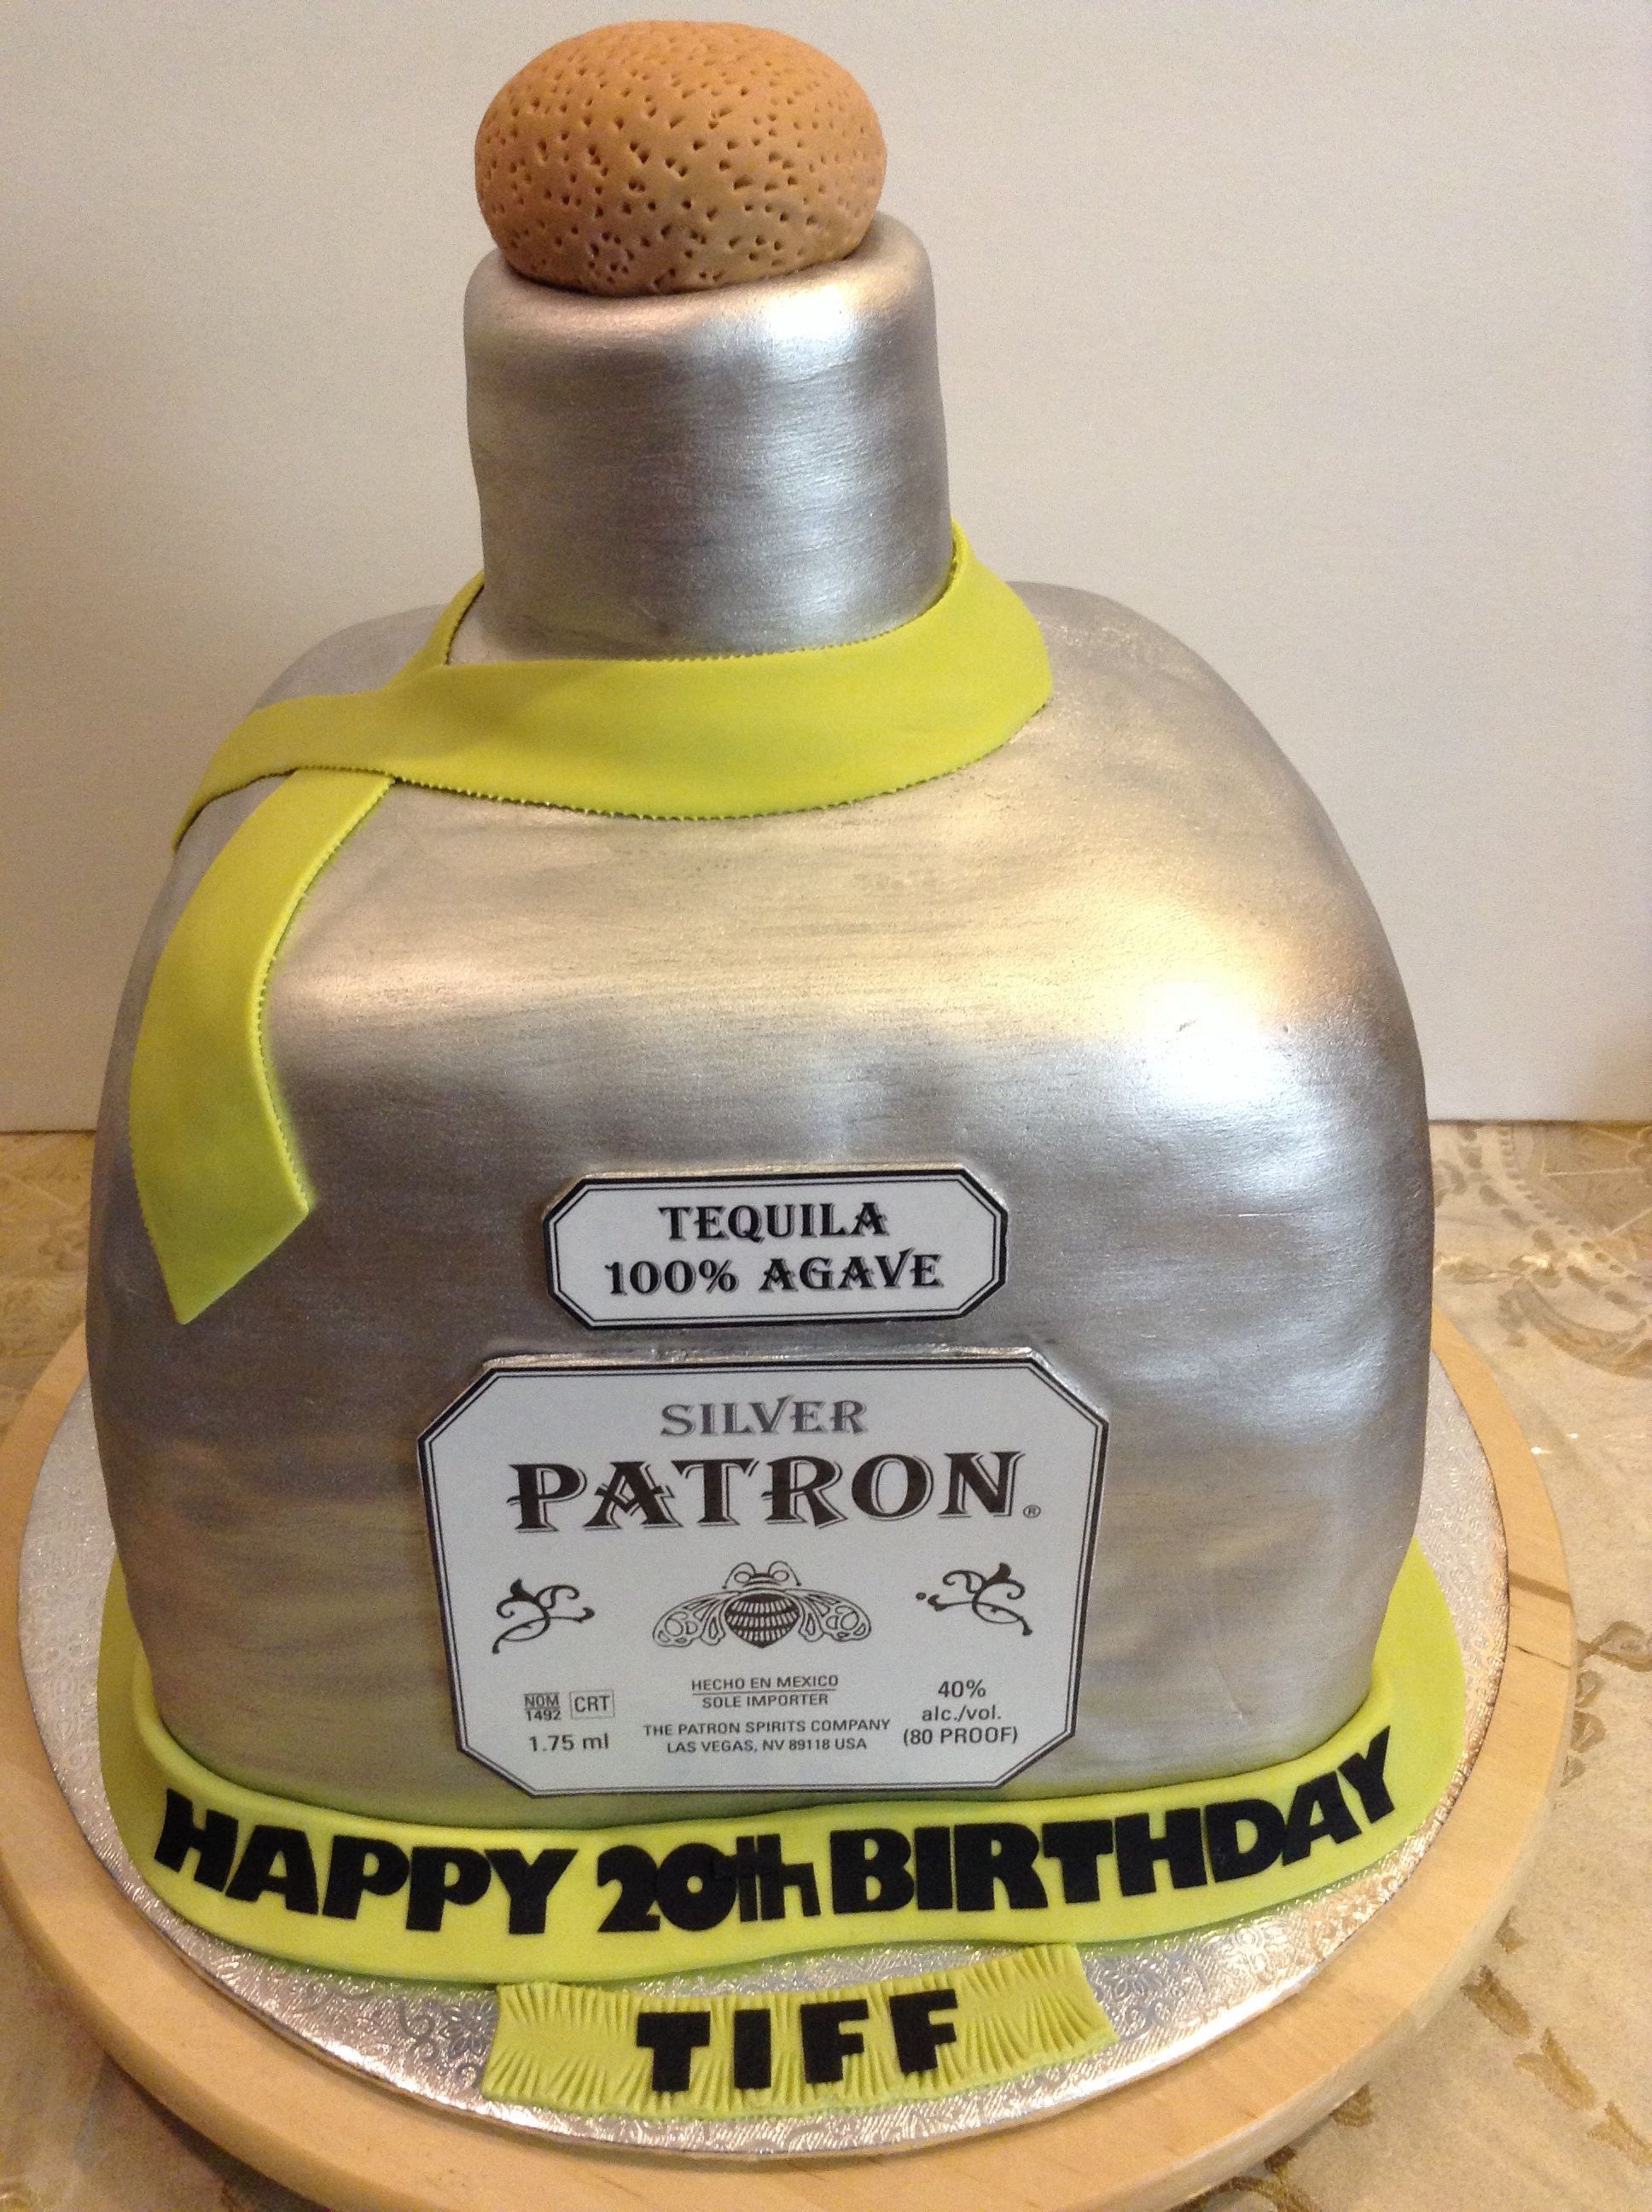 TEQUILA
100% AGAVE
SILVER
PATRON®
HECHO EN MEXICO
SOLE IMPORTER
THE PATRON SPIRITS COMPANY
LAS VEGAS, NV 89118 USA
NOM
1492
CRT
1.75 ml
40%
alc./vol.
(80 PROOF)
HAPPY 20th BIRTHDAY
TIFF